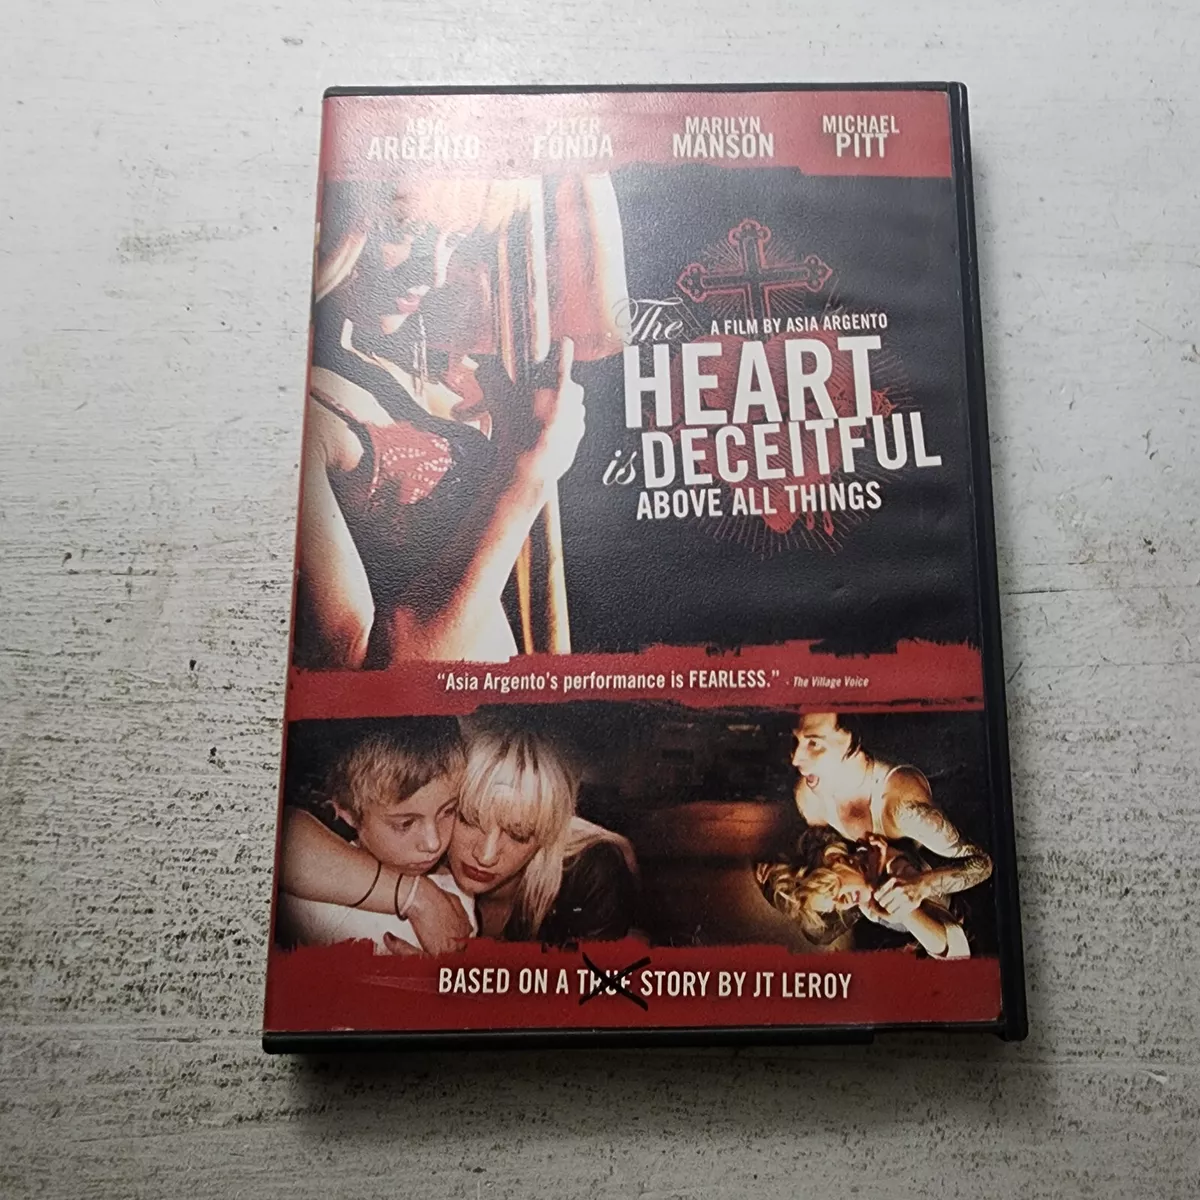 ASIA PETER MARILYN MICHAEL
ARGENTO FONDA MANSON PITT
The
A FILM BY ASIA ARGENTO
HEART
is DECEITFUL
ABOVE ALL THINGS
"Asia Argento's performance is FEARLESS." - The Village Voice
BASED ON A TRUE STORY BY JT LEROY